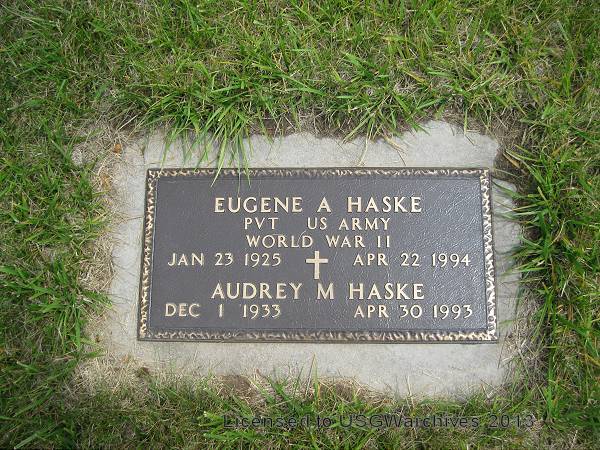 EUGENE A HASKE
PVT US ARMY
WORLD WAR II
JAN 23 1925 APR 22 1994
AUDREY M HASKE
DEC 1 1933 APR 30 1993
Licensed to USGWarchives 2013